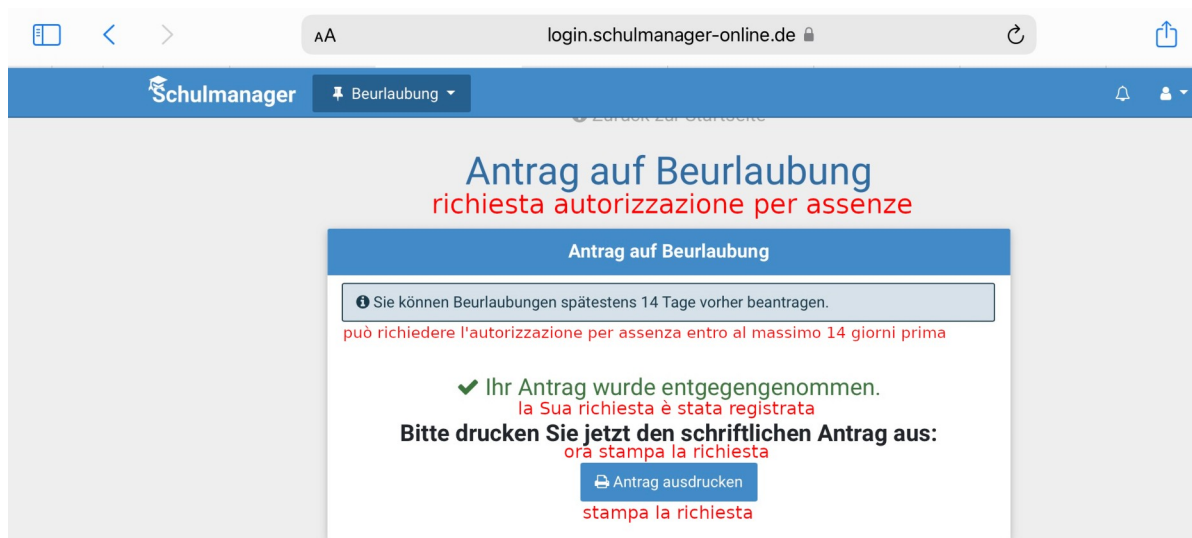 AA login.schulmanager-online.de
Schulmanager Beurlaubung
Zurück zur Startseite
Antrag auf Beurlaubung
richiesta autorizzazione per assenze
Antrag auf Beurlaubung
Sie können Beurlaubungen spätestens 14 Tage vorher beantragen.
può richiedere l'autorizzazione per assenza entro al massimo 14 giorni prima
Ihr Antrag wurde entgegengenommen.
la Sua richiesta è stata registrata
Bitte drucken Sie jetzt den schriftlichen Antrag aus:
ora stampa la richiesta
Antrag ausdrucken
stampa la richiesta